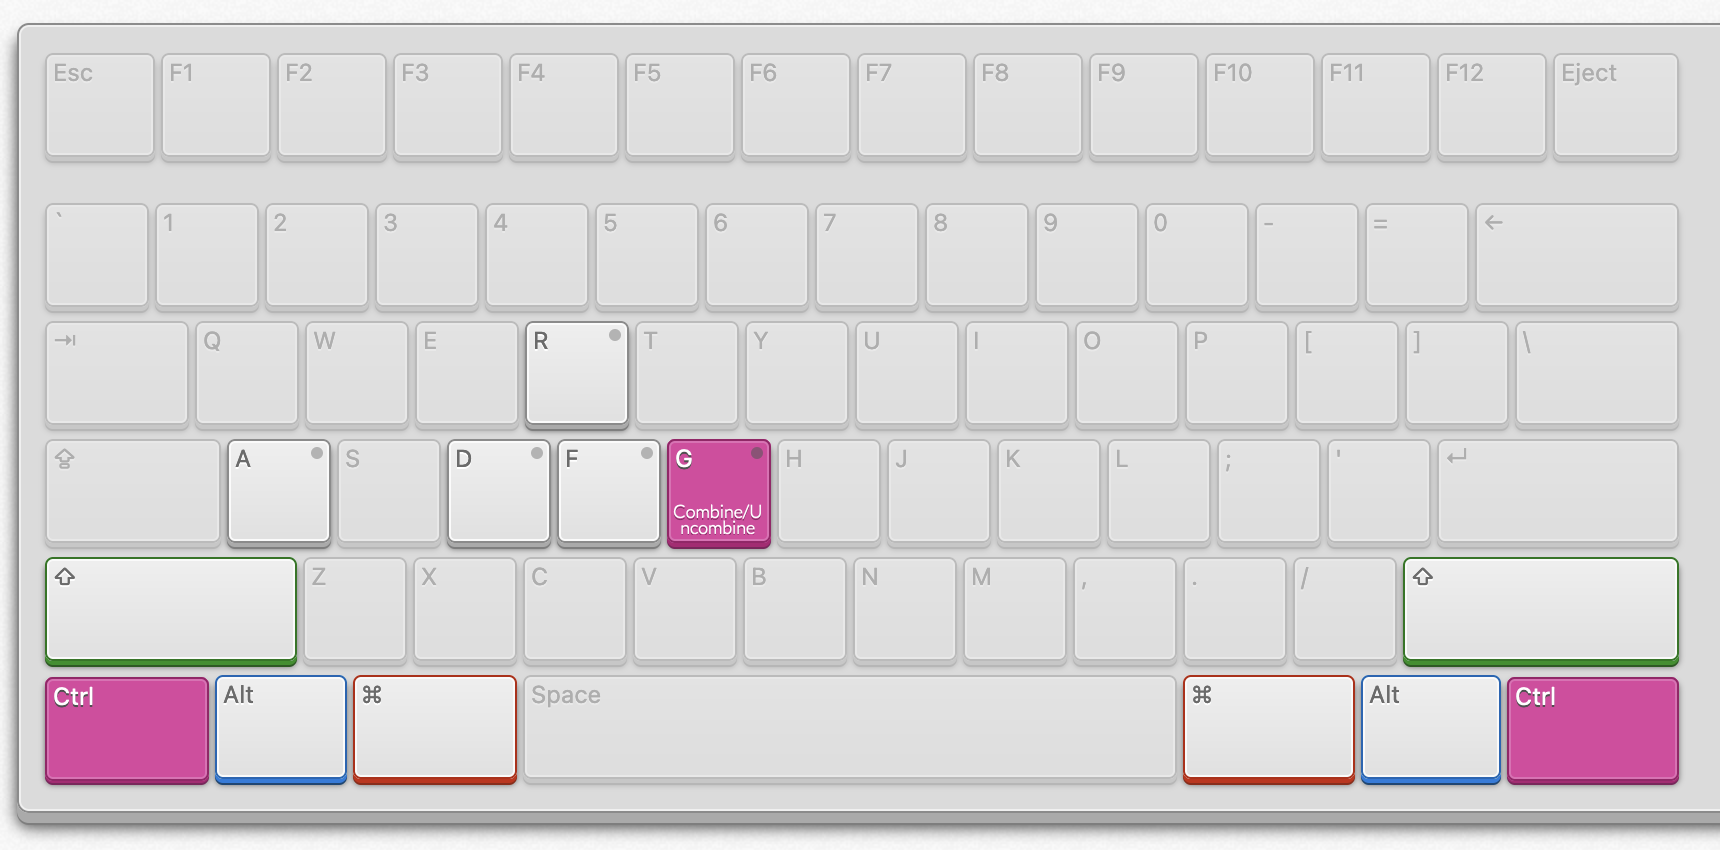 Esc F1 F2 F3 F4 F5 F6 F7 F8 F9 F10 F11 F12 Eject
` 1 2 3 4 5 6 7 8 9 0 - = ←
⇥ Q W E R T Y U I O P [ ] \
A S D F G H J K L ; ' ↵
Combine/U
ncombine
⇧ Z X C V B N M , . / ⇧
Ctrl Alt ⌘ Space ⌘ Alt Ctrl